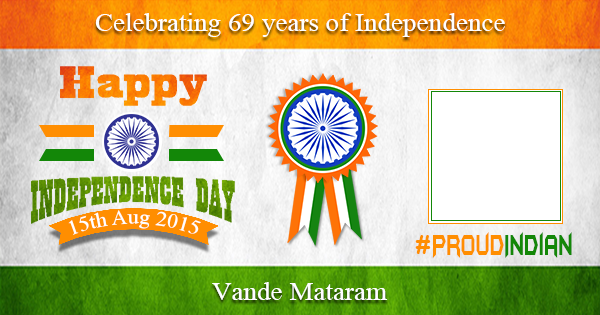 Celebrating 69 years of Independence
Happy
INDEPENDENCE DAY
15th Aug 2015
#PROUDINDIAN
Vande Mataram